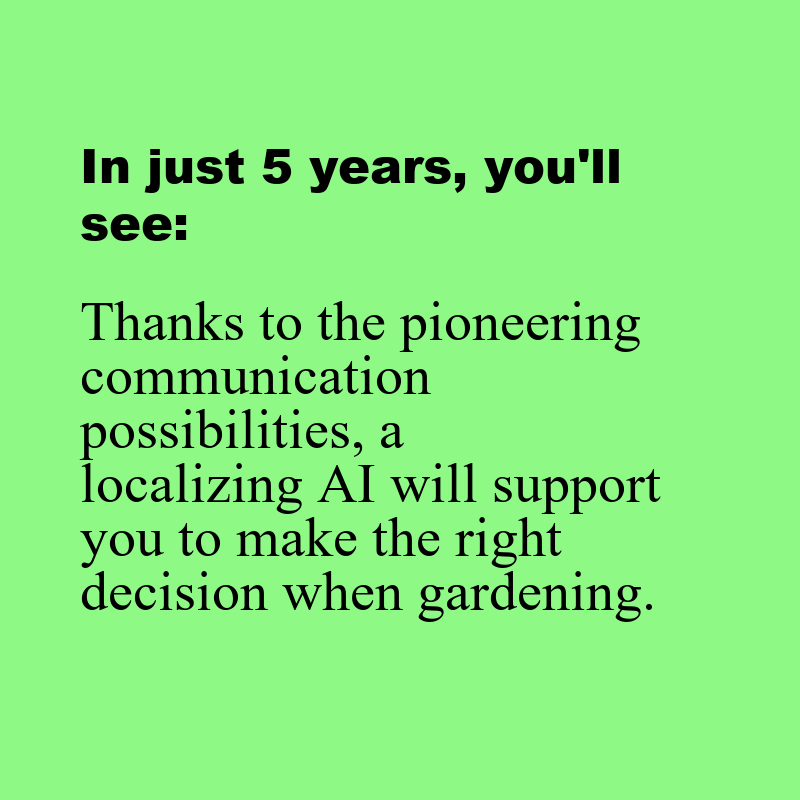 In just 5 years, you'll
see:
Thanks to the pioneering
communication
possibilities, a
localizing AI will support
you to make the right
decision when gardening.